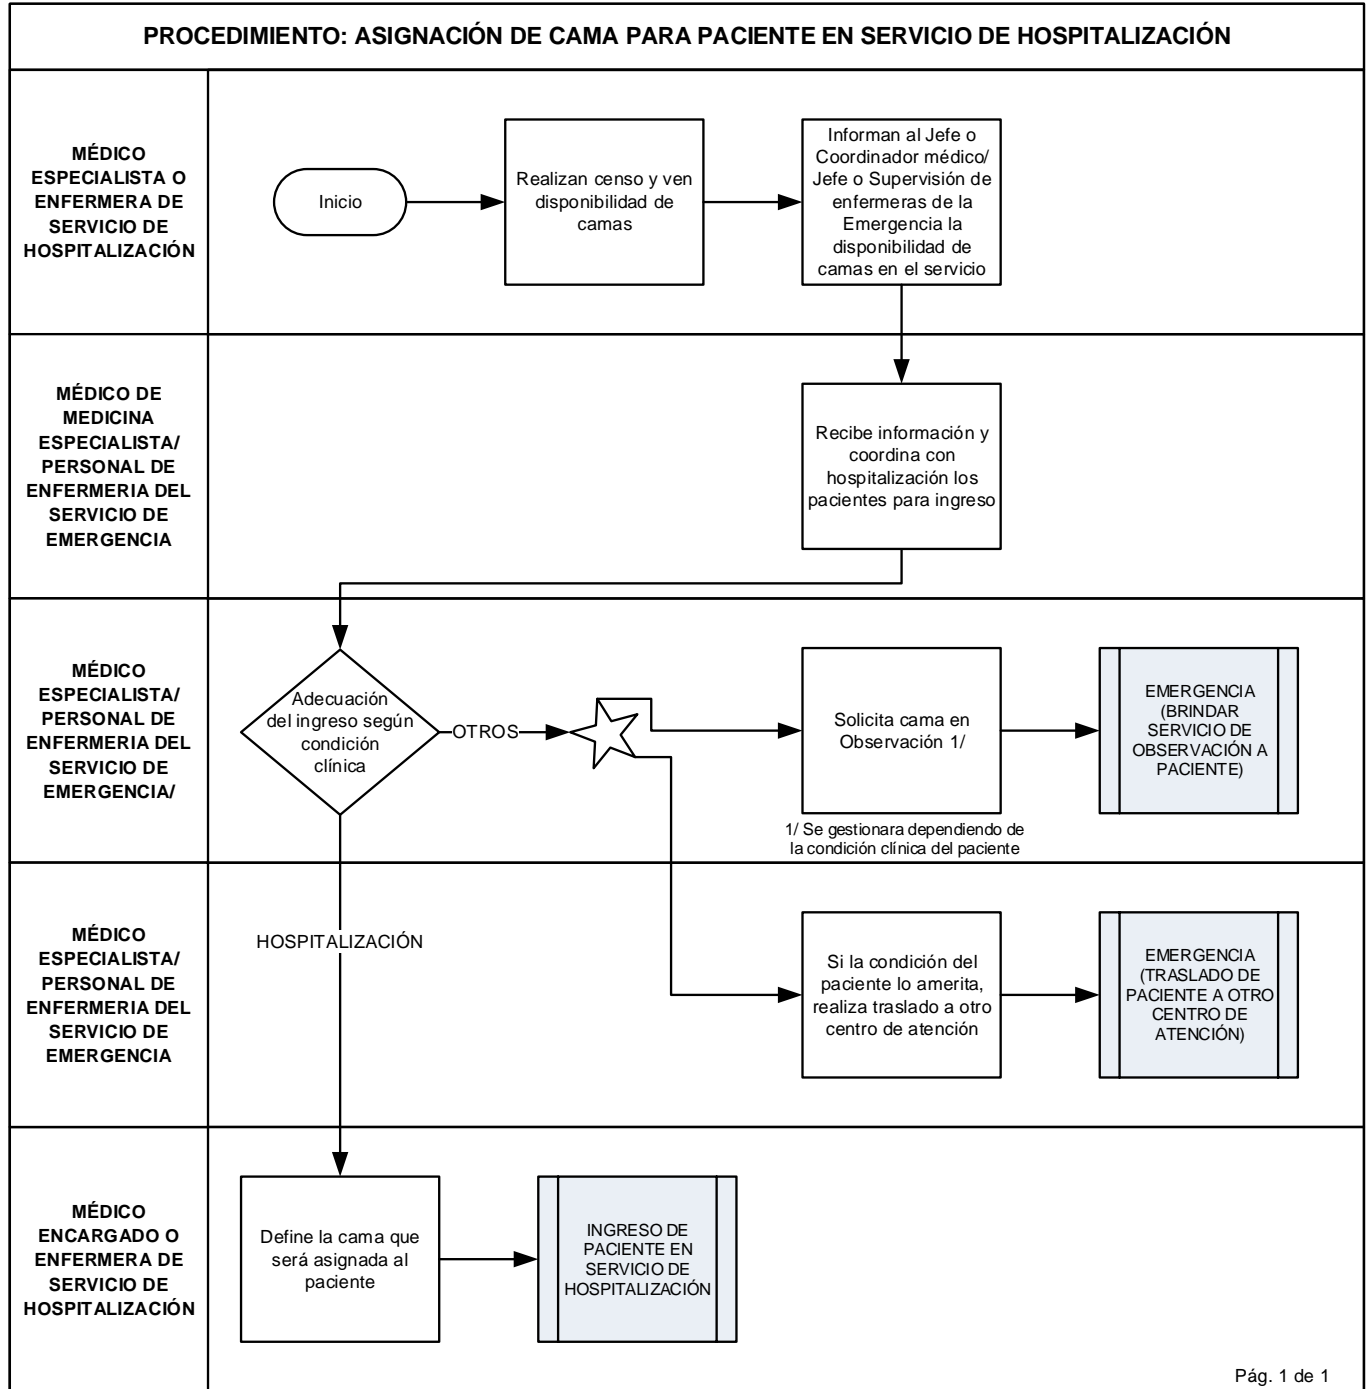 PROCEDIMIENTO: ASIGNACIÓN DE CAMA PARA PACIENTE EN SERVICIO DE HOSPITALIZACIÓN
MÉDICO
ESPECIALISTA O
ENFERMERA DE
SERVICIO DE
HOSPITALIZACIÓN
Inicio
Realizan censo y ven
disponibilidad de
camas
Informan al Jefe o
Coordinador médico/
Jefe o Supervisión de
enfermeras de la
Emergencia la
disponibilidad de
camas en el servicio
MÉDICO DE
MEDICINA
ESPECIALISTA/
PERSONAL DE
ENFERMERIA DEL
SERVICIO DE
EMERGENCIA
Recibe información y
coordina con
hospitalización los
pacientes para ingreso
MÉDICO
ESPECIALISTA/
PERSONAL DE
ENFERMERIA DEL
SERVICIO DE
EMERGENCIA/
Adecuación
del ingreso según
condición
clínica
OTROS
Solicita cama en
Observación 1/
1/ Se gestionara dependiendo de
la condición clínica del paciente
EMERGENCIA
(BRINDAR
SERVICIO DE
OBSERVACIÓN A
PACIENTE)
MÉDICO
ESPECIALISTA/
PERSONAL DE
ENFERMERIA DEL
SERVICIO DE
EMERGENCIA
HOSPITALIZACIÓN
Si la condición del
paciente lo amerita,
realiza traslado a otro
centro de atención
EMERGENCIA
(TRASLADO DE
PACIENTE A OTRO
CENTRO DE
ATENCIÓN)
MÉDICO
ENCARGADO O
ENFERMERA DE
SERVICIO DE
HOSPITALIZACIÓN
Define la cama que
será asignada al
paciente
INGRESO DE
PACIENTE EN
SERVICIO DE
HOSPITALIZACIÓN
Pág. 1 de 1